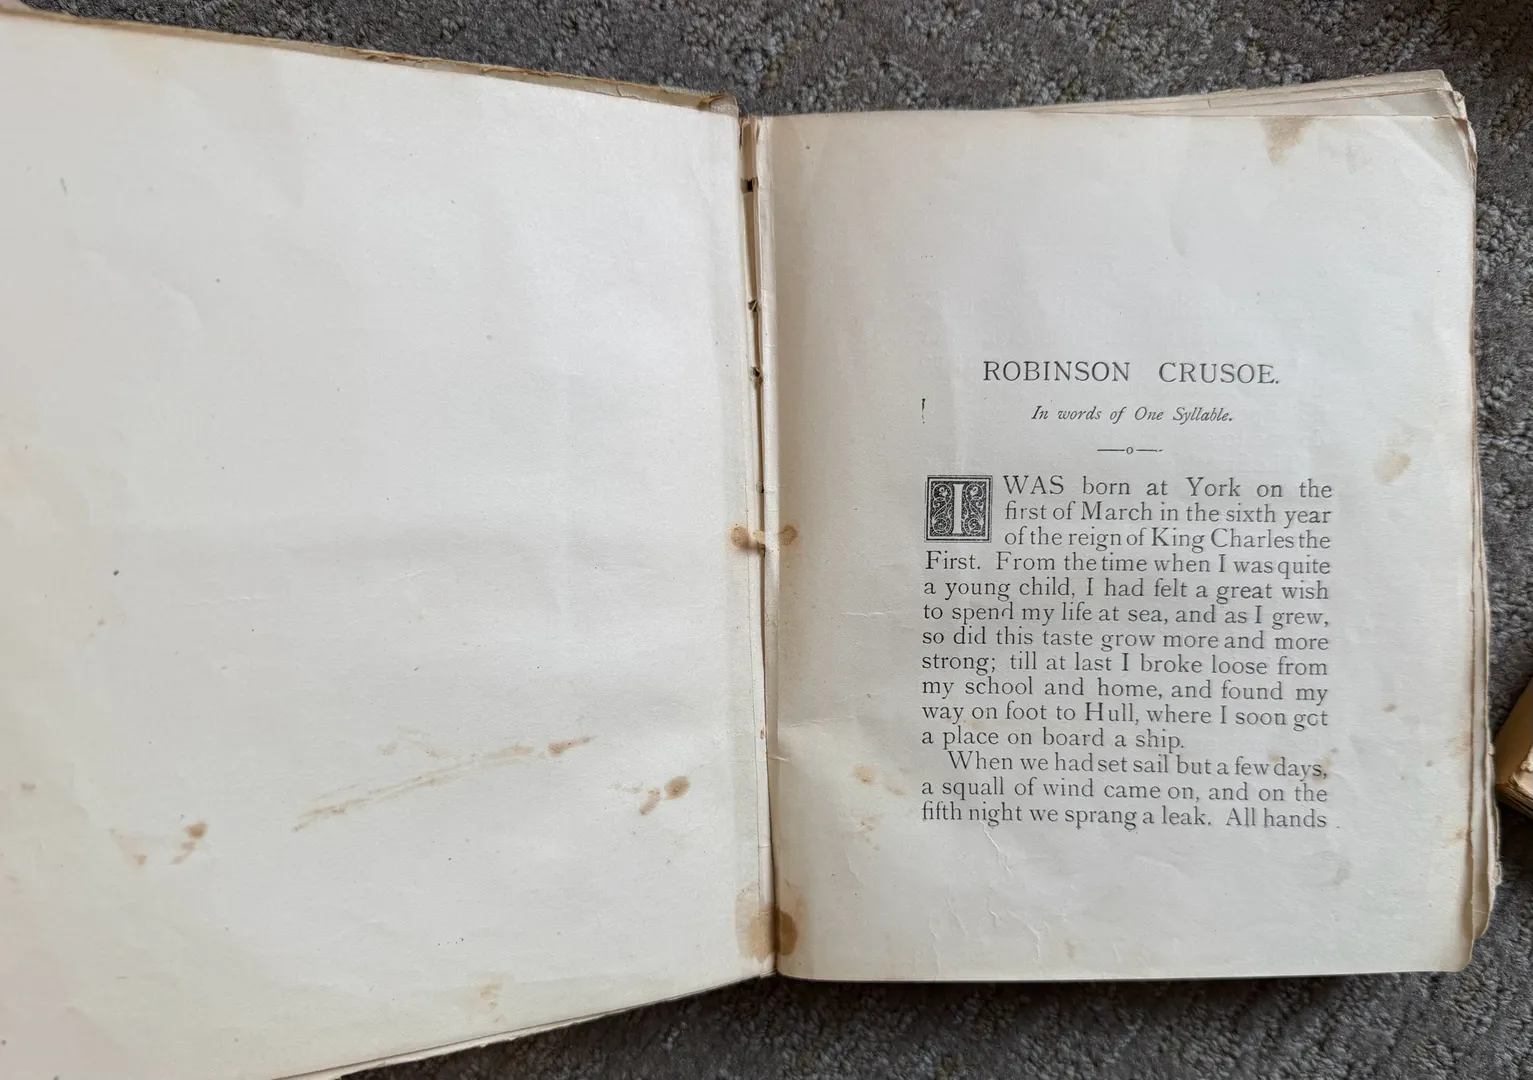 ROBINSON CRUSOE.
In words of One Syllable.
I WAS born at York on the
first of March in the sixth year
of the reign of King Charles the
First. From the time when I was quite
a young child, I had felt a great wish
to spend my life at sea, and as I grew,
so did this taste grow more and more
strong; till at last I broke loose from
my school and home, and found my
way on foot to Hull, where I soon got
a place on board a ship.
When we had set sail but a few days,
a squall of wind came on, and on the
fifth night we sprang a leak. All hands